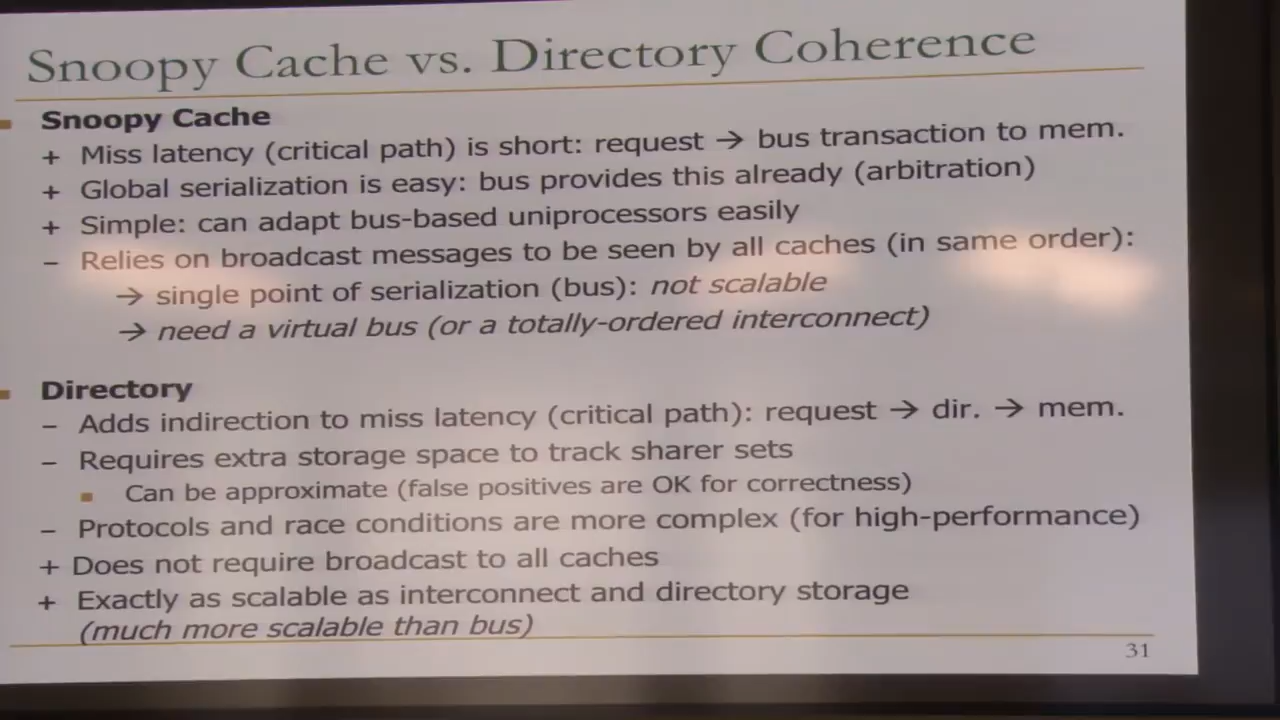 Snoopy Cache vs. Directory Coherence
Snoopy Cache
+ Miss latency (critical path) is short: request → bus transaction to mem.
+ Global serialization is easy: bus provides this already (arbitration)
+ Simple: can adapt bus-based uniprocessors easily
– Relies on broadcast messages to be seen by all caches (in same order):
→ single point of serialization (bus): not scalable
→ need a virtual bus (or a totally-ordered interconnect)
Directory
– Adds indirection to miss latency (critical path): request → dir. → mem.
– Requires extra storage space to track sharer sets
Can be approximate (false positives are OK for correctness)
– Protocols and race conditions are more complex (for high-performance)
+ Does not require broadcast to all caches
+ Exactly as scalable as interconnect and directory storage
(much more scalable than bus)
31